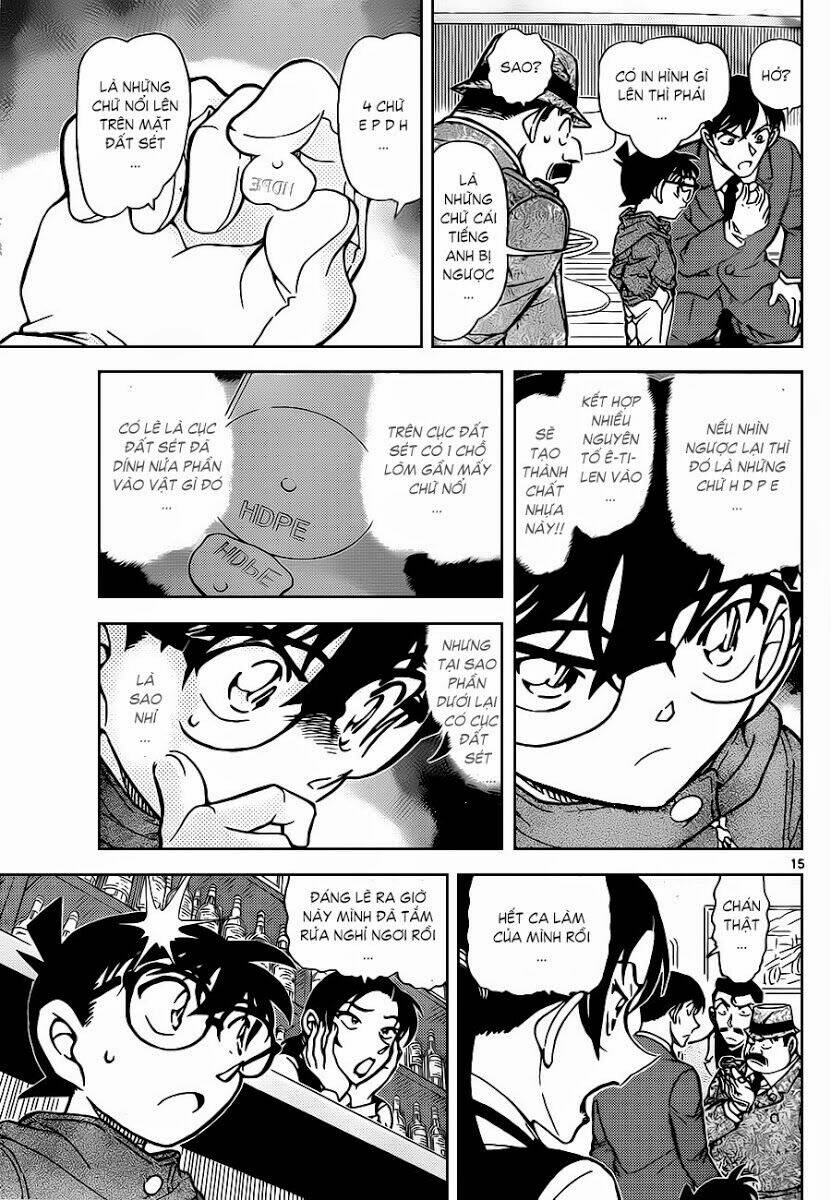 HỞ?
CÓ IN HÌNH GÌ
LÊN THÌ PHẢI
...
SAO?
...
LÀ
NHỮNG
CHỮ CÁI
TIẾNG
ANH BỊ
NGƯỢC
...
4 CHỮ
E P D H
...
LÀ NHỮNG
CHỮ NỔI LÊN
TRÊN MẶT
ĐẤT SÉT
...
HDPE
NẾU NHÌN
NGƯỢC LẠI THÌ
ĐÓ LÀ NHỮNG
CHỮ H D P E
...
KẾT HỢP
NHIỀU
NGUYÊN
TỐ Ê-TI-
LEN VÀO
...
SẼ
TẠO
THÀNH
CHẤT
NHỰA
NÀY!!
TRÊN CỤC ĐẤT
SÉT CÓ 1 CHỖ
LÕM GẦN MẤY
CHỮ NỔI
...
CÓ LẼ LÀ CỤC
ĐẤT SÉT ĐÃ
DÍNH NỬA PHẦN
VÀO VẬT GÌ ĐÓ
...
HDPE
HDPE
NHƯNG
TẠI SAO
PHẦN
DƯỚI LẠI
CÓ CỤC
ĐẤT
SÉT
...
LÀ
SAO
NHỈ
...
15
CHÁN
THẬT
...
HẾT CA LÀM
CỦA MÌNH RỒI
...
ĐÁNG LẼ RA GIỜ
NÀY MÌNH ĐÃ TẮM
RỬA NGHỈ NGƠI RỒI
...